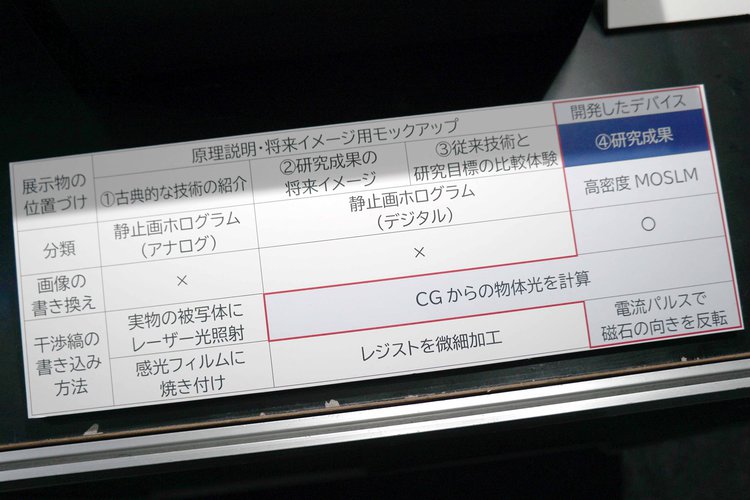 展示物の
位置づけ
原理説明・将来イメージ用モックアップ
開発したデバイス
①古典的な技術の紹介
②研究成果の
将来イメージ
③従来技術と
研究目標の比較体験
④研究成果
分類
静止画ホログラム
(アナログ)
静止画ホログラム
(デジタル)
高密度 MOSLM
画像の
書き換え
×
×
○
干渉縞の
書き込み
方法
実物の被写体に
レーザー光照射
CG からの物体光を計算
感光フィルムに
焼き付け
レジストを微細加工
電流パルスで
磁石の向きを反転